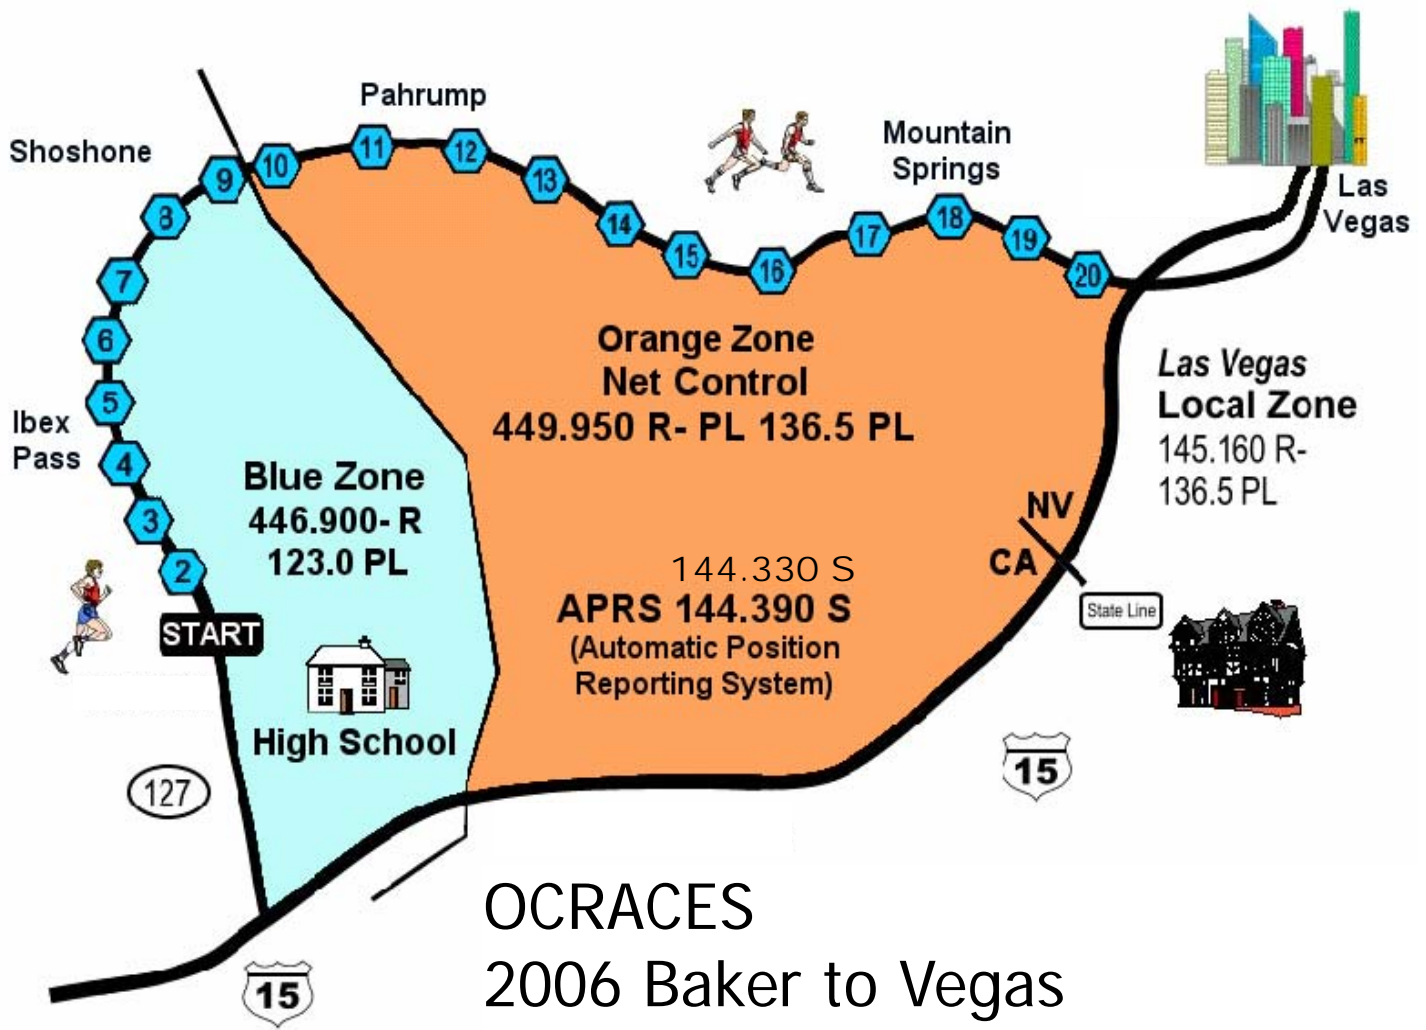 Pahrump
Shoshone
Mountain
Springs
Las
Vegas
9
10
11
12
13
14
15
16
17
18
19
20
8
7
6
5
4
3
2
Ibex
Pass
START
Orange Zone
Net Control
449.950 R- PL 136.5 PL
Las Vegas
Local Zone
145.160 R-
136.5 PL
Blue Zone
446.900- R
123.0 PL
144.330 S
APRS 144.390 S
(Automatic Position
Reporting System)
NV
CA
State Line
High School
127
15
15
OCRACES
2006 Baker to Vegas